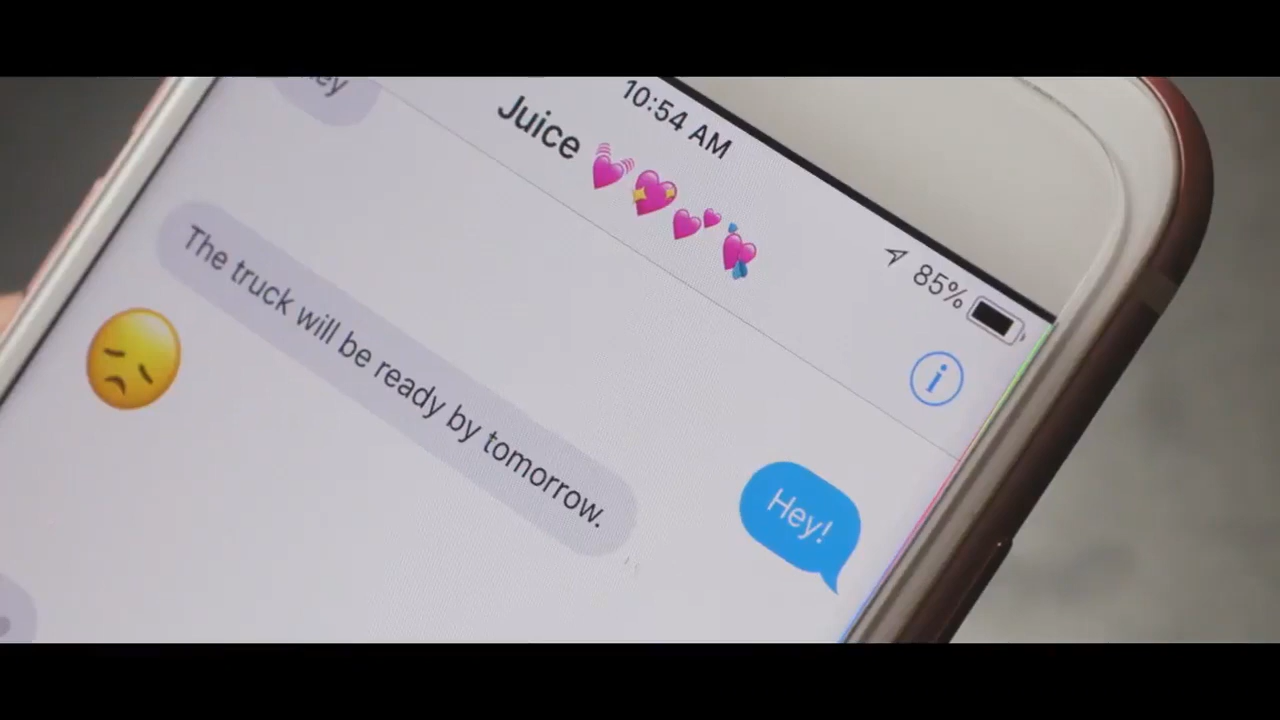 10:54 AM
85%
Juice 💓💖💕💘
i
Hey!
The truck will be ready by tomorrow.
😞